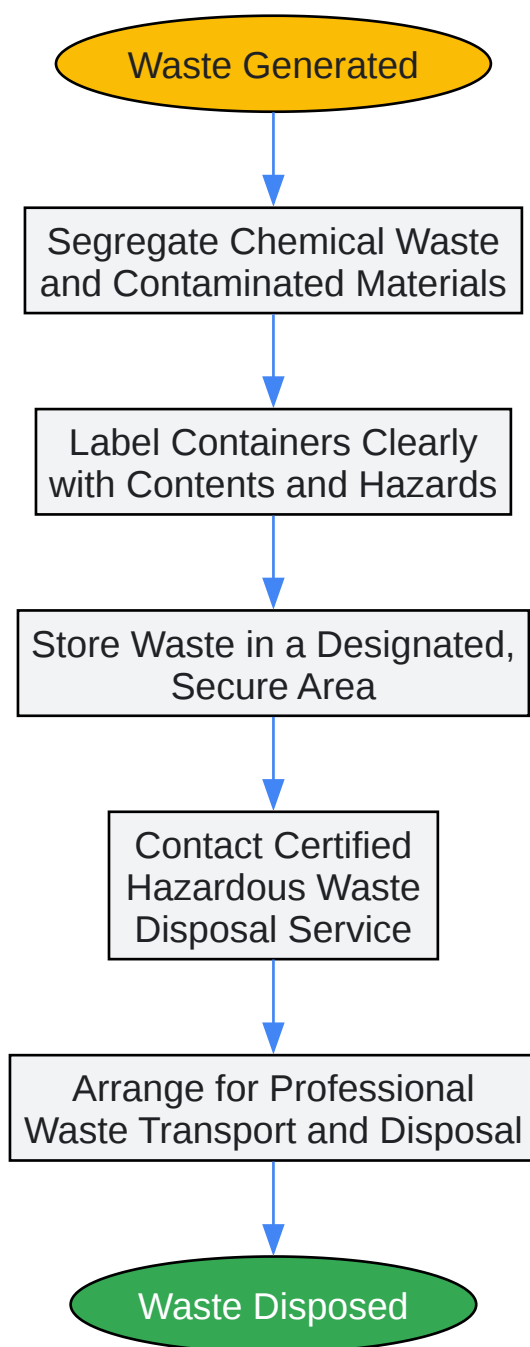 Waste Generated
Segregate Chemical Waste
and Contaminated Materials
Label Containers Clearly
with Contents and Hazards
Store Waste in a Designated,
Secure Area
Contact Certified
Hazardous Waste
Disposal Service
Arrange for Professional
Waste Transport and Disposal
Waste Disposed